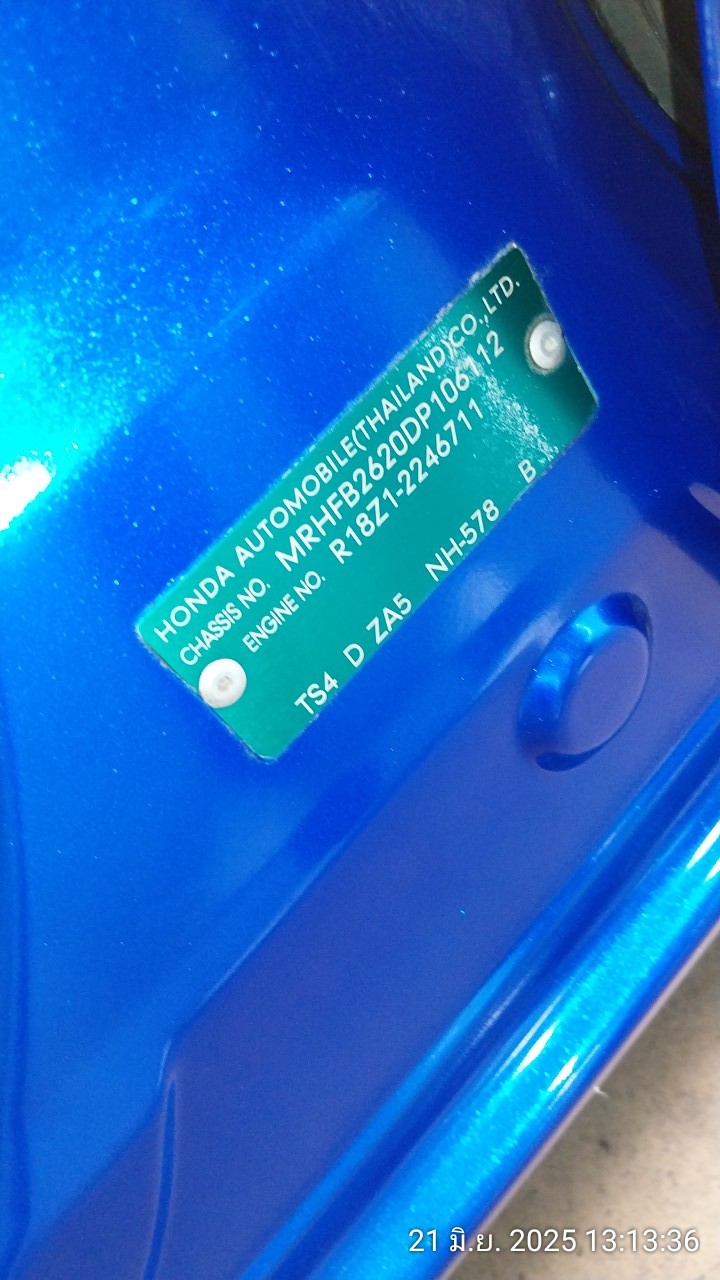 HONDA AUTOMOBILE(THAILAND)CO.,LTD.
CHASSIS NO. MRHFB2620DP106112
ENGINE NO. R18Z1-2246711
TS4 D ZA5 NH-578 B
21 มิ.ย. 2025 13:13:36